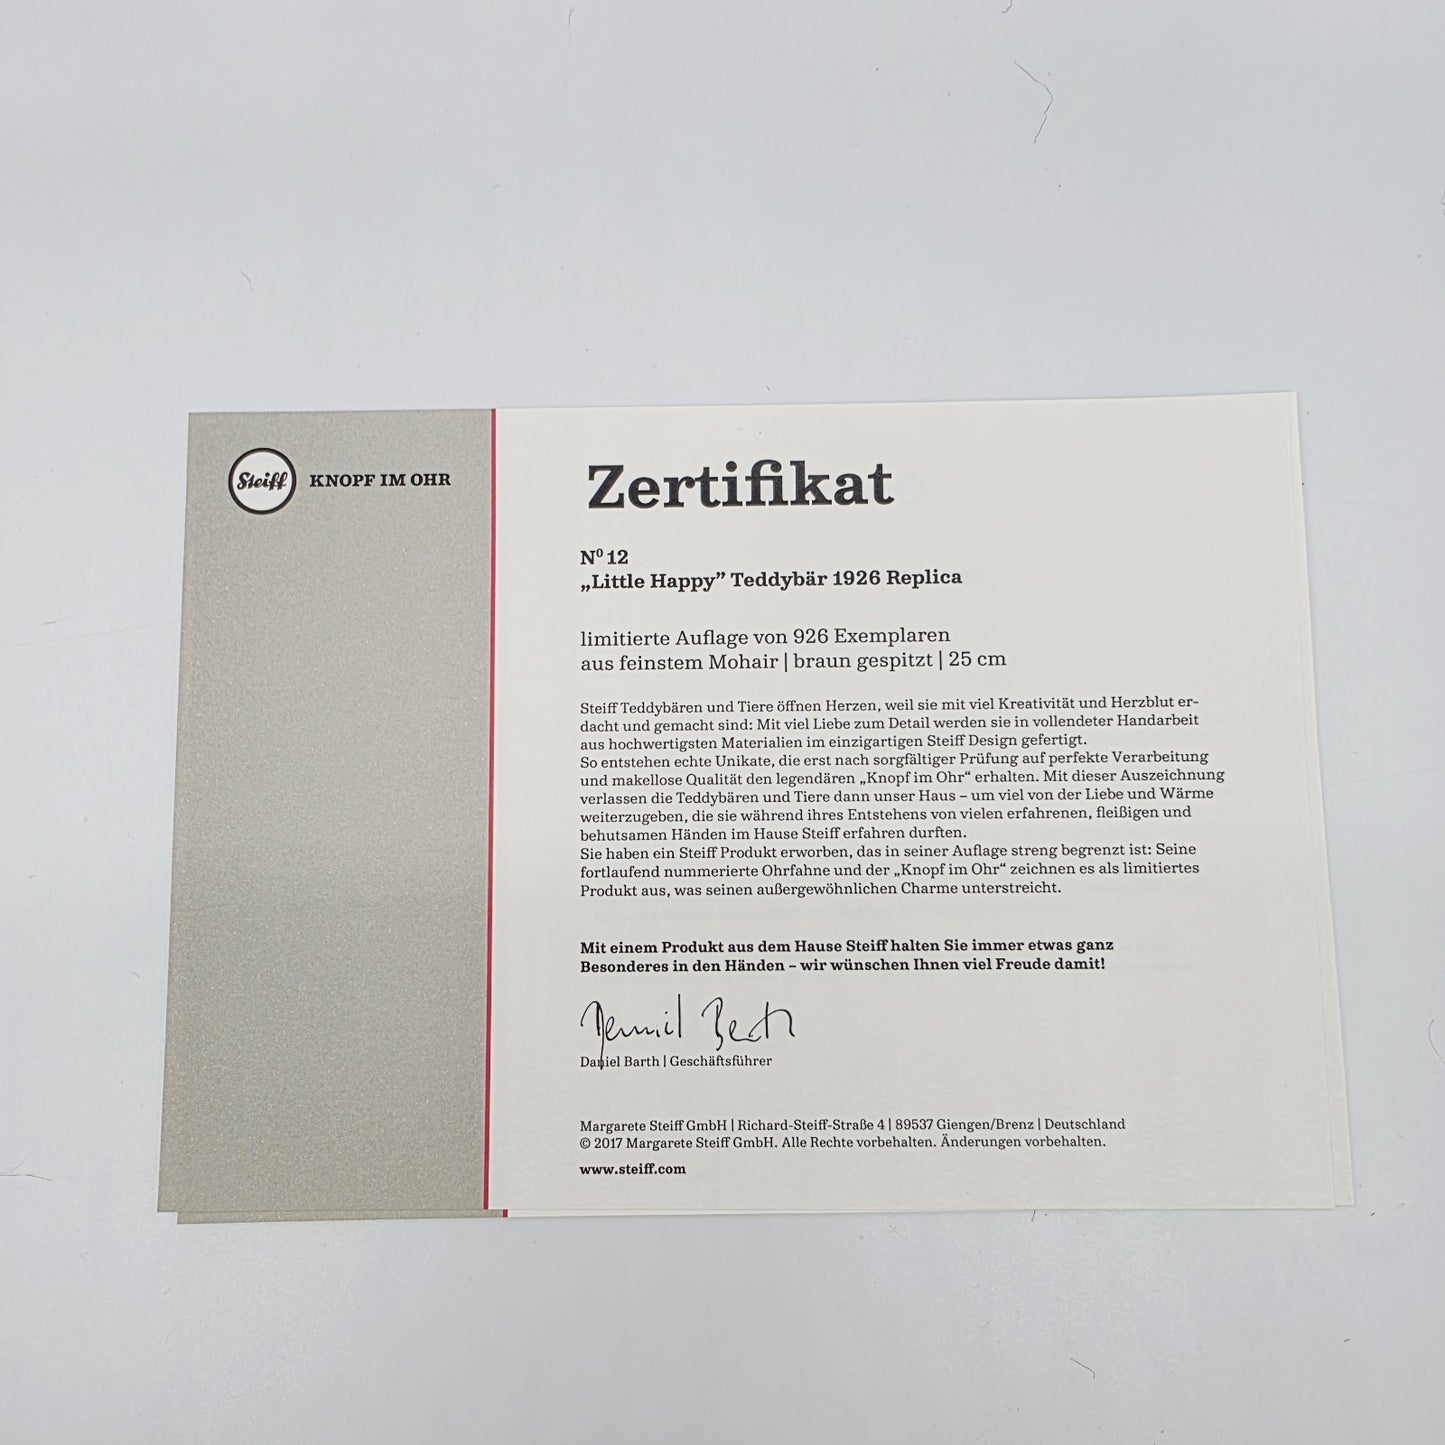 Steiff KNOPF IM OHR
Zertifikat
Nº 12
„Little Happy” Teddybär 1926 Replica
limitierte Auflage von 926 Exemplaren
aus feinstem Mohair | braun gespitzt | 25 cm
Steiff Teddybären und Tiere öffnen Herzen, weil sie mit viel Kreativität und Herzblut er-
dacht und gemacht sind: Mit viel Liebe zum Detail werden sie in vollendeter Handarbeit
aus hochwertigsten Materialien im einzigartigen Steiff Design gefertigt.
So entstehen echte Unikate, die erst nach sorgfältiger Prüfung auf perfekte Verarbeitung
und makellose Qualität den legendären „Knopf im Ohr“ erhalten. Mit dieser Auszeichnung
verlassen die Teddybären und Tiere dann unser Haus – um viel von der Liebe und Wärme
weiterzugeben, die sie während ihres Entstehens von vielen erfahrenen, fleißigen und
behutsamen Händen im Hause Steiff erfahren durften.
Sie haben ein Steiff Produkt erworben, das in seiner Auflage streng begrenzt ist: Seine
fortlaufend nummerierte Ohrfahne und der „Knopf im Ohr“ zeichnen es als limitiertes
Produkt aus, was seinen außergewöhnlichen Charme unterstreicht.
Mit einem Produkt aus dem Hause Steiff halten Sie immer etwas ganz
Besonderes in den Händen – wir wünschen Ihnen viel Freude damit!
Daniel Barth
Daniel Barth | Geschäftsführer
Margarete Steiff GmbH | Richard-Steiff-Straße 4 | 89537 Giengen/Brenz | Deutschland
© 2017 Margarete Steiff GmbH. Alle Rechte vorbehalten. Änderungen vorbehalten.
www.steiff.com